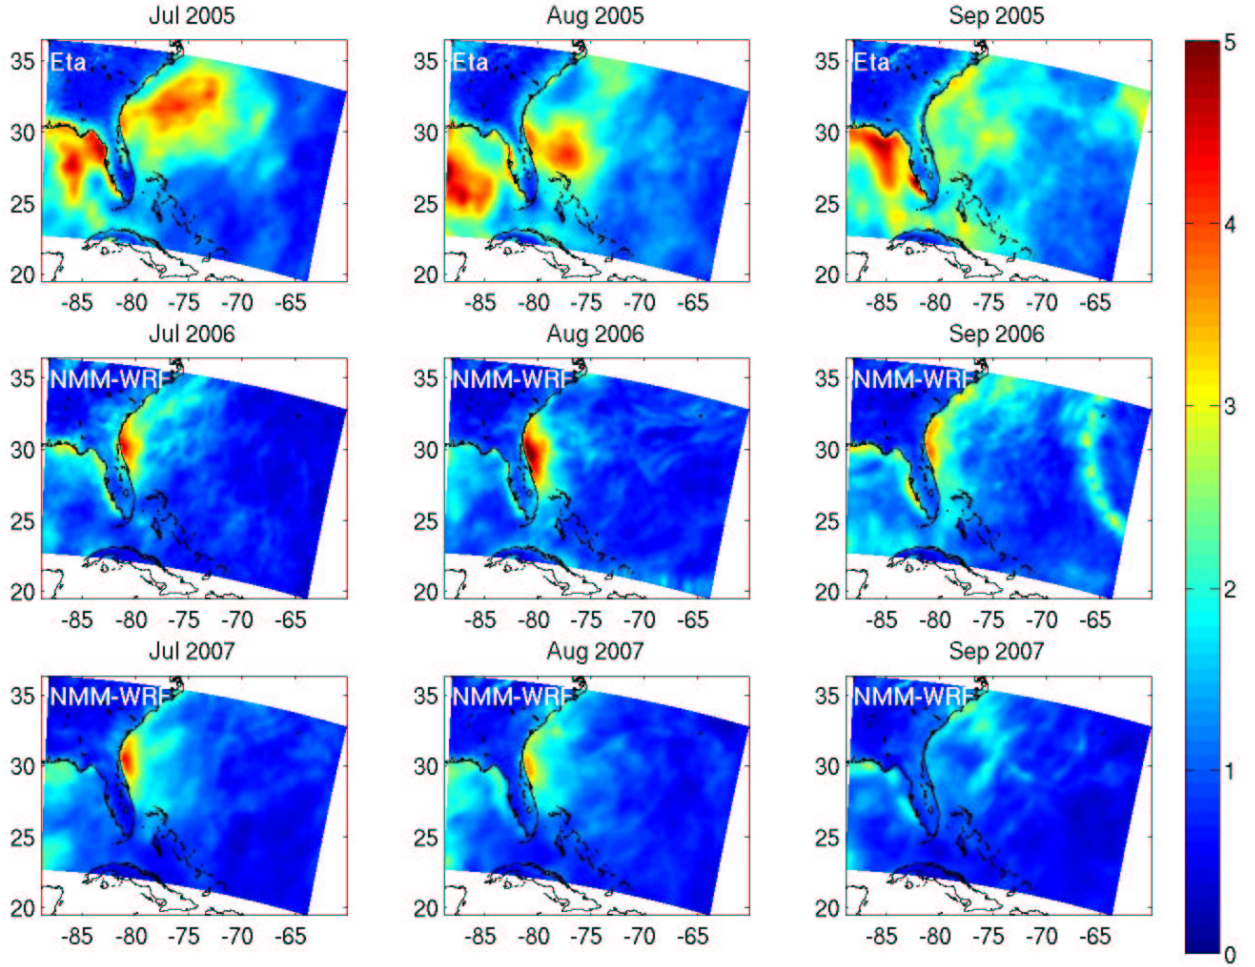 Jul 2005 Aug 2005 Sep 2005
Eta Eta Eta
35 35 35 5
30 30 30
25 25 25 4
20 20 20
-85 -80 -75 -70 -65 -85 -80 -75 -70 -65 -85 -80 -75 -70 -65
Jul 2006 Aug 2006 Sep 2006
NMM-WRF NMM-WRF NMM-WRF
35 35 35
3
30 30 30
25 25 25
2
20 20 20
-85 -80 -75 -70 -65 -85 -80 -75 -70 -65 -85 -80 -75 -70 -65
Jul 2007 Aug 2007 Sep 2007
NMM-WRF NMM-WRF NMM-WRF
35 35 35
30 30 30 1
25 25 25
20 20 20
-85 -80 -75 -70 -65 -85 -80 -75 -70 -65 -85 -80 -75 -70 -65
0